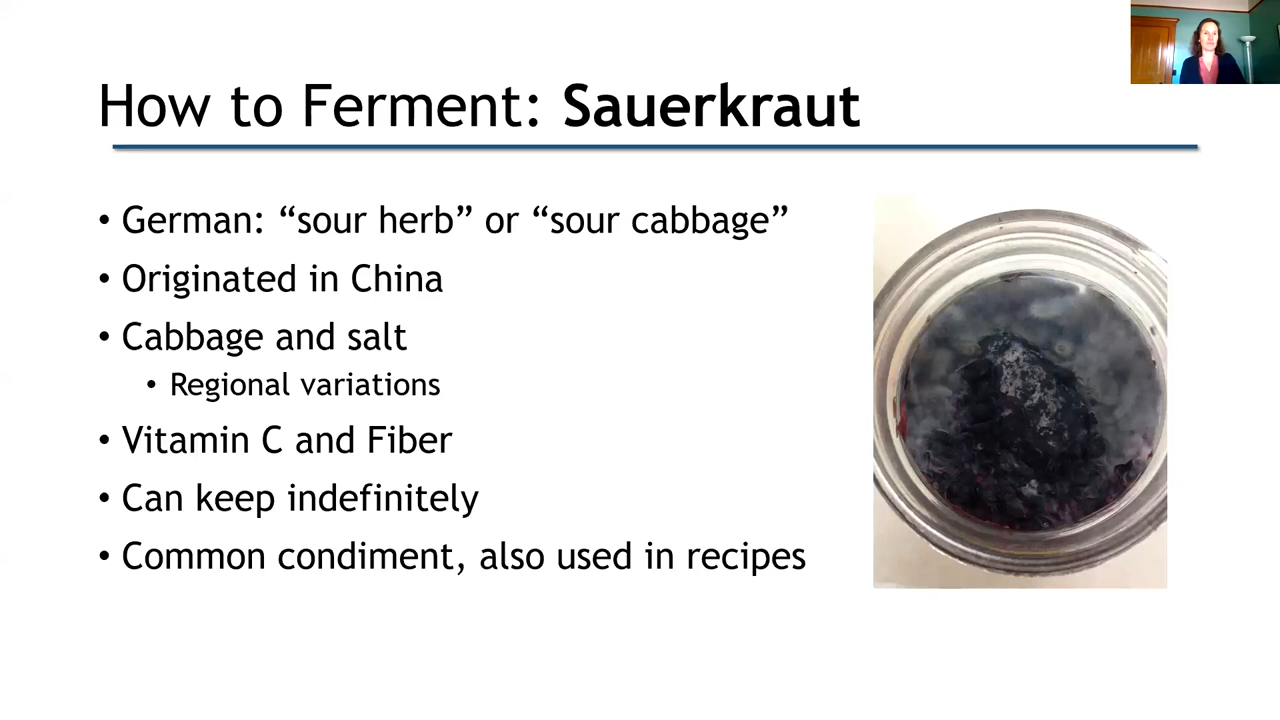 How to Ferment: Sauerkraut
• German: “sour herb” or “sour cabbage”
• Originated in China
• Cabbage and salt
• Regional variations
• Vitamin C and Fiber
• Can keep indefinitely
• Common condiment, also used in recipes